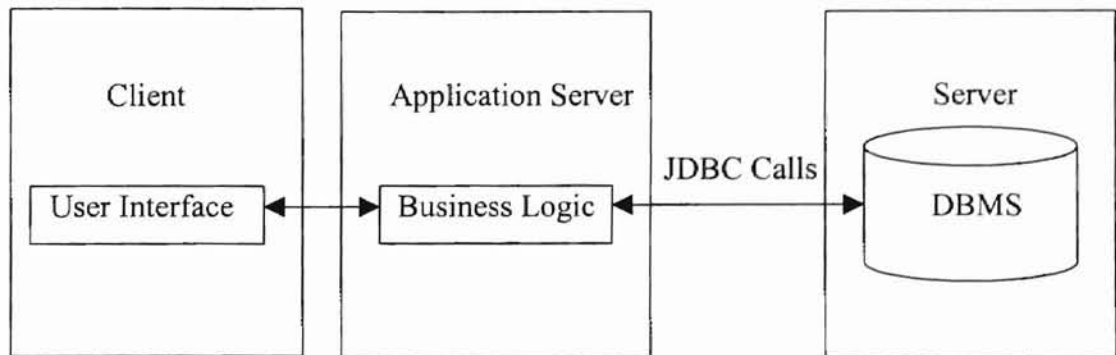 Client
Application Server
Server
JDBC Calls
User Interface
Business Logic
DBMS